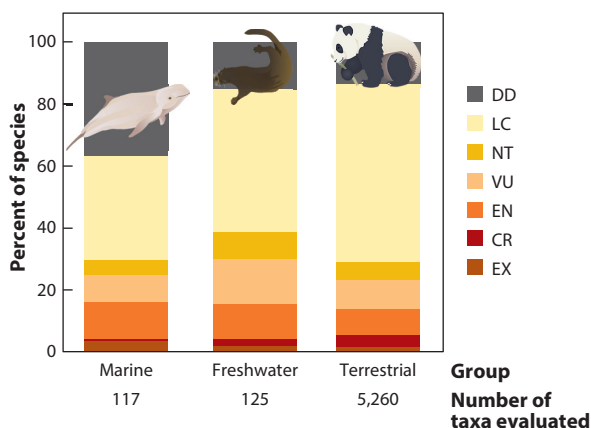 100
80
60
40
20
0
Percent of species
DD
LC
NT
VU
EN
CR
EX
Marine Freshwater Terrestrial Group
117 125 5,260 Number of
taxa evaluated